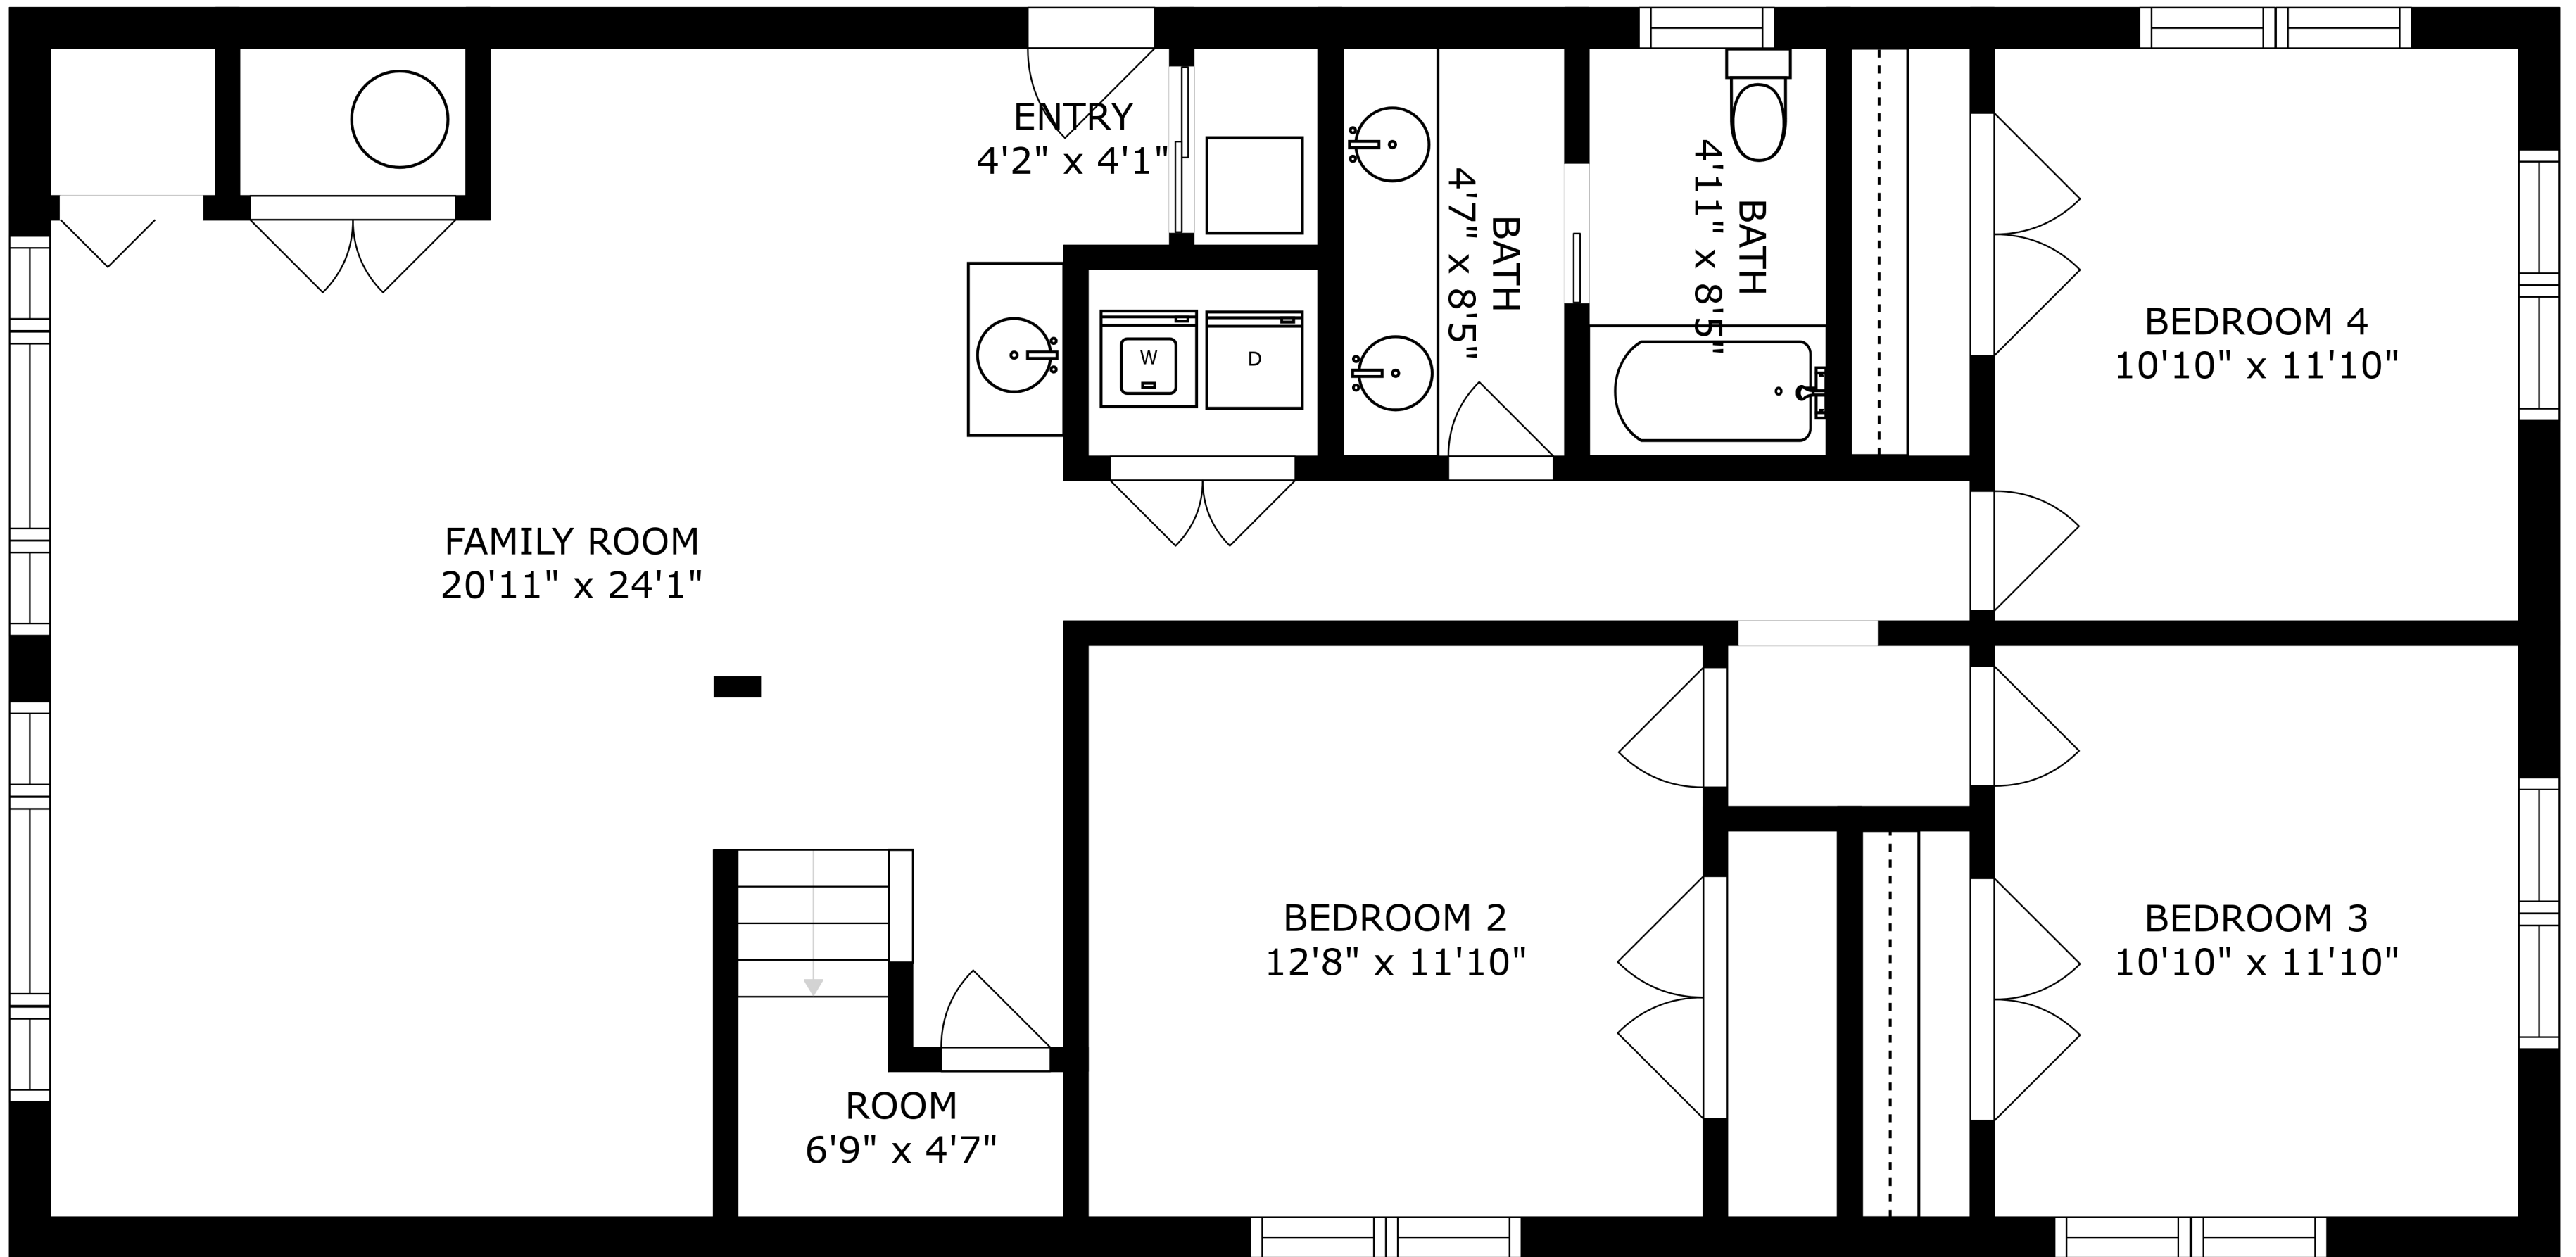 ENTRY
4'2" x 4'1"
BATH
4'7" x 8'5"
BATH
4'11" x 8'5"
BEDROOM 4
10'10" x 11'10"
W
D
FAMILY ROOM
20'11" x 24'1"
BEDROOM 2
12'8" x 11'10"
BEDROOM 3
10'10" x 11'10"
ROOM
6'9" x 4'7"